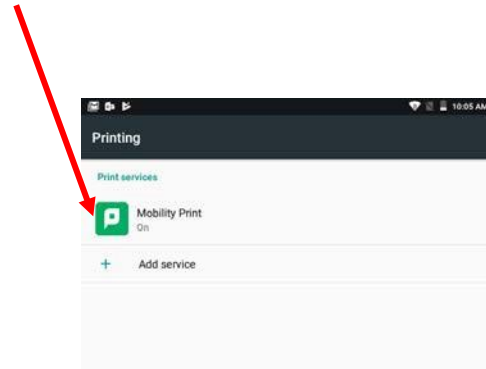 10:05 AM
Printing
Print services
Mobility Print
On
+ Add service